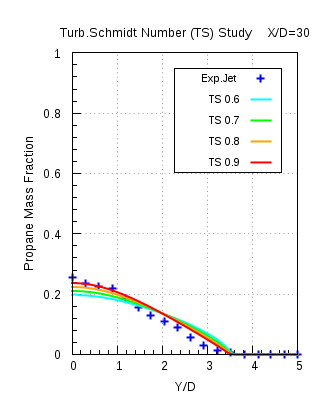 Turb.Schmidt Number (TS) Study X/D=30
1
0.8
0.6
0.4
0.2
0
Propane Mass Fraction
Exp.Jet
TS 0.6
TS 0.7
TS 0.8
TS 0.9
0 1 2 3 4 5
Y/D